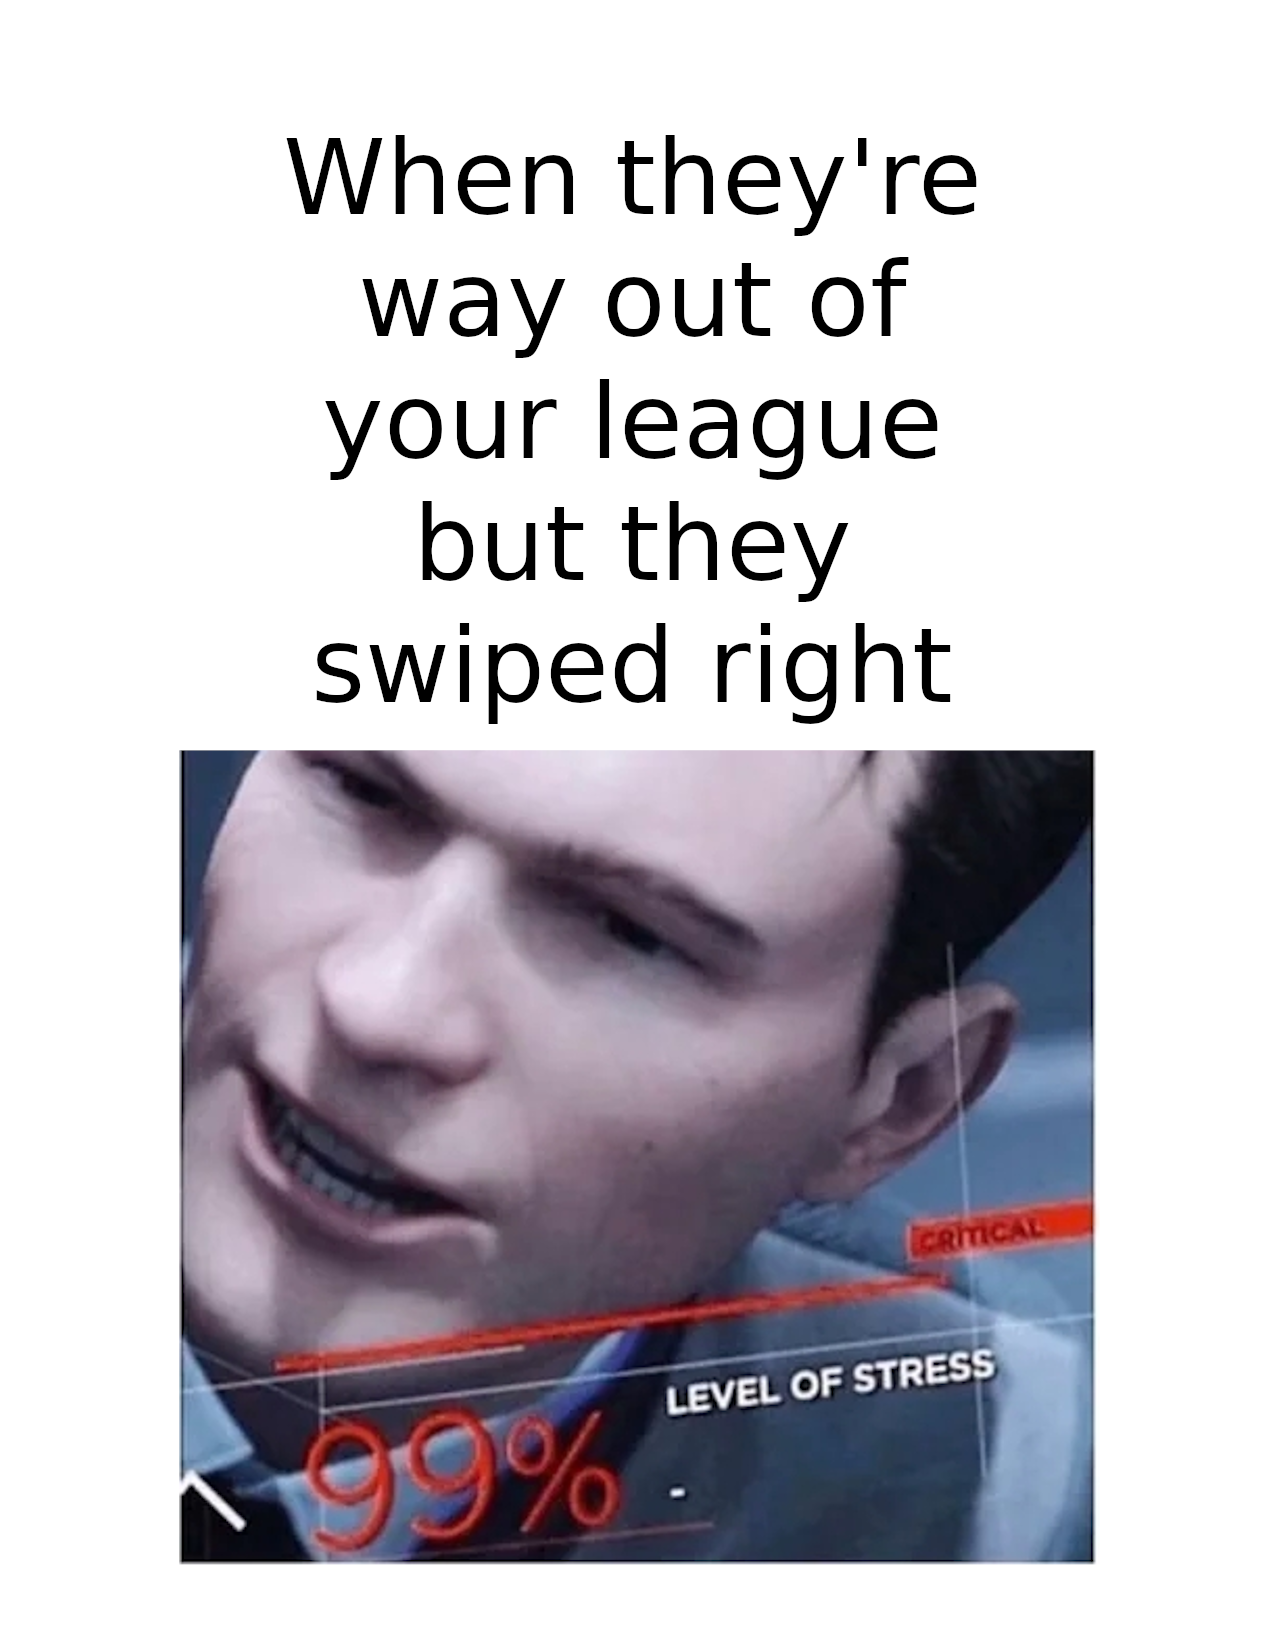 When they're
way out of
your league
but they
swiped right
CRITICAL
LEVEL OF STRESS
99%